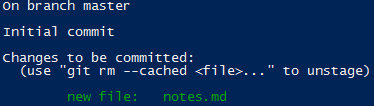 On branch master
Initial commit
Changes to be committed:
  (use "git rm --cached <file>..." to unstage)
        new file:   notes.md